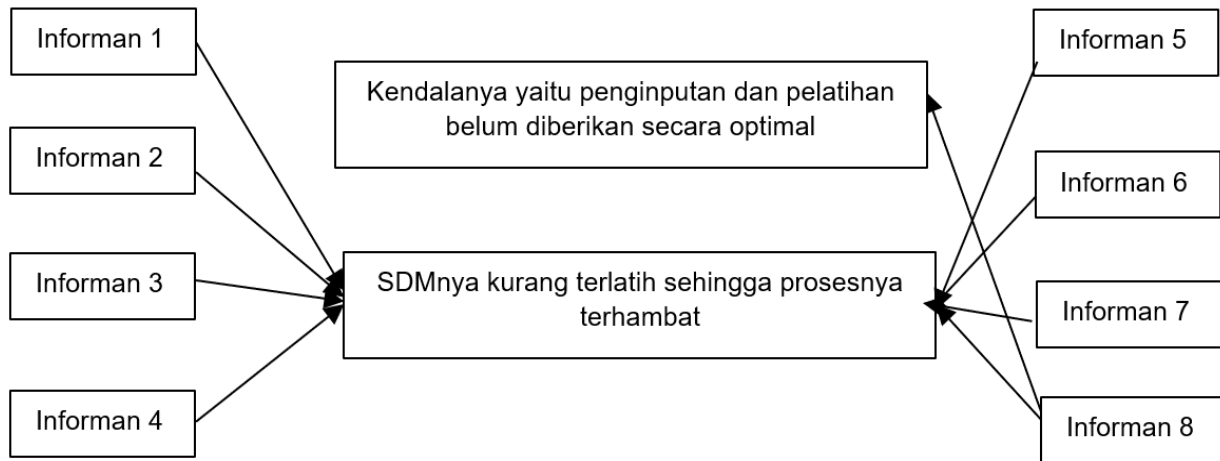 Informan 1
Informan 2
Informan 3
Informan 4
Kendalanya yaitu penginputan dan pelatihan
belum diberikan secara optimal
SDMnya kurang terlatih sehingga prosesnya
terhambat
Informan 5
Informan 6
Informan 7
Informan 8